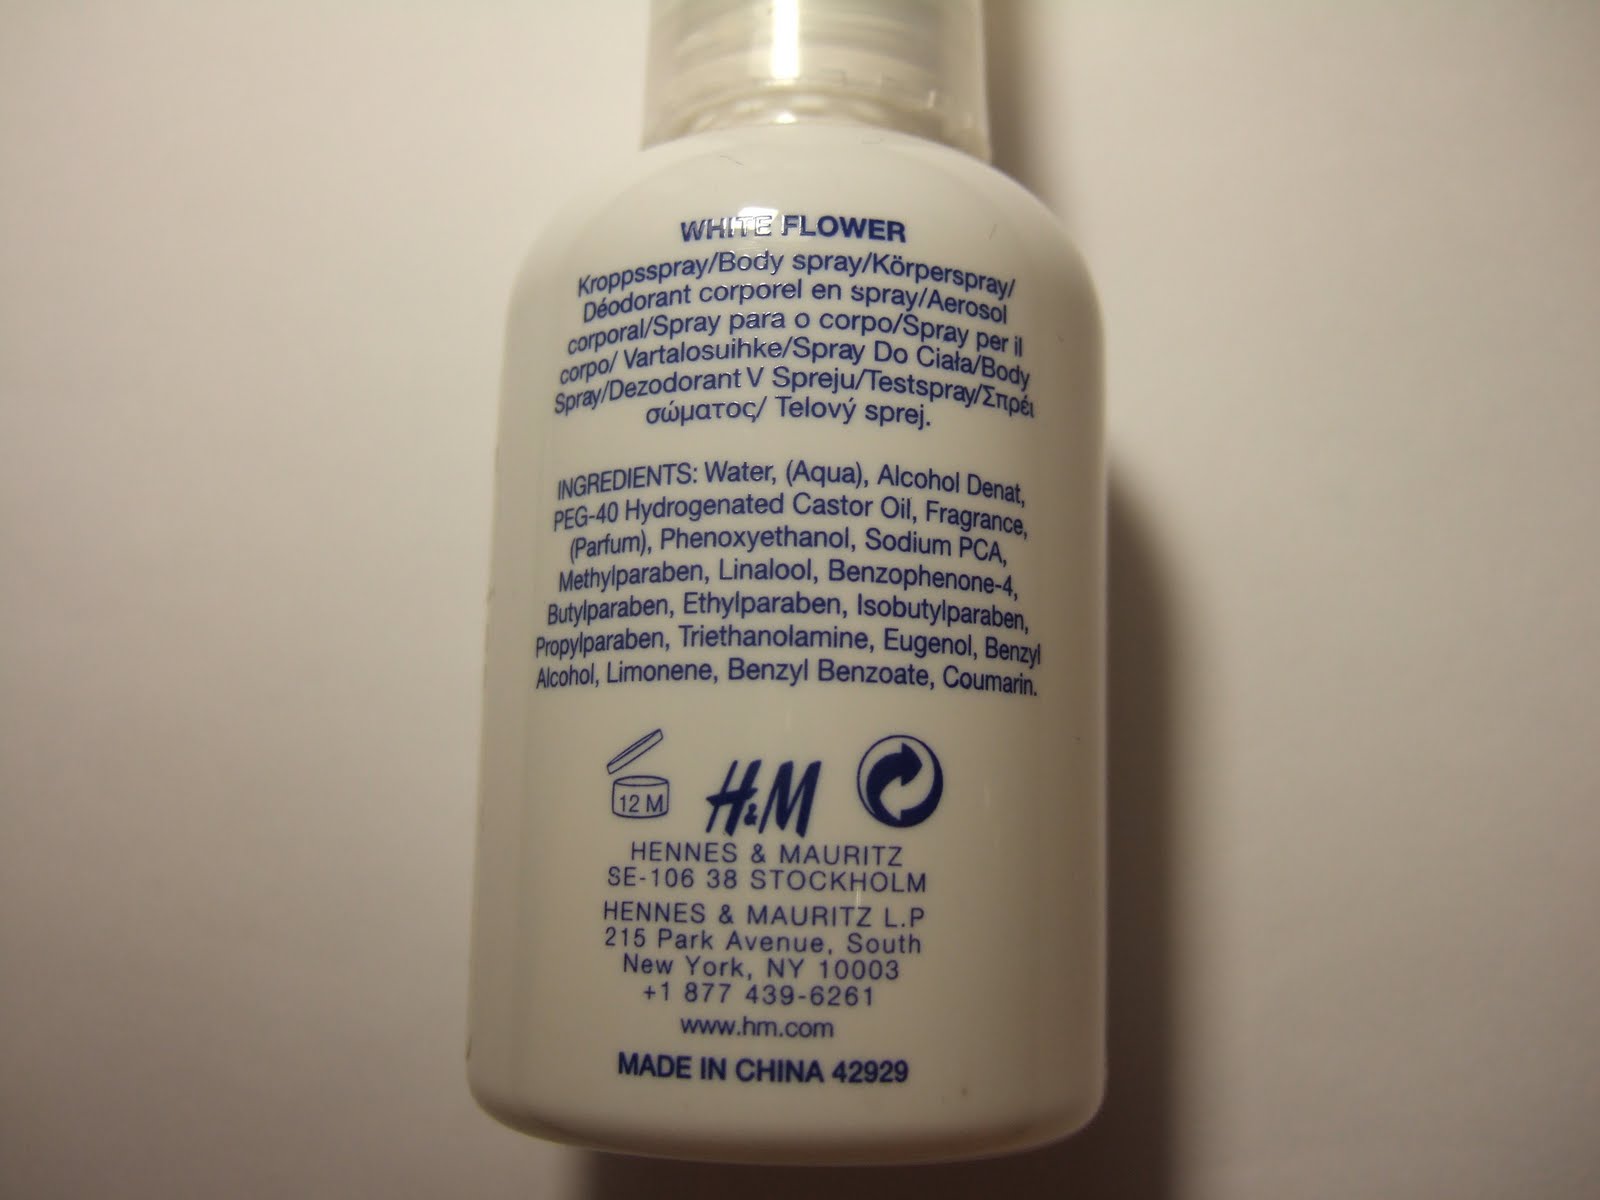 WHITE FLOWER
Kroppsspray/Body spray/Körperspray/
Déodorant corporel en spray/Aerosol
corporal/Spray para o corpo/Spray per il
corpo/ Vartalosuihke/Spray Do Ciała/Body
Spray/Dezodorant V Spreju/Testspray/Σπρέι
σώματος/ Telový sprej.
INGREDIENTS: Water, (Aqua), Alcohol Denat,
PEG-40 Hydrogenated Castor Oil, Fragrance,
(Parfum), Phenoxyethanol, Sodium PCA,
Methylparaben, Linalool, Benzophenone-4,
Butylparaben, Ethylparaben, Isobutylparaben,
Propylparaben, Triethanolamine, Eugenol, Benzyl
Alcohol, Limonene, Benzyl Benzoate, Coumarin.
12 M
H&M
HENNES & MAURITZ
SE-106 38 STOCKHOLM
HENNES & MAURITZ L.P
215 Park Avenue, South
New York, NY 10003
+1 877 439-6261
www.hm.com
MADE IN CHINA 42929